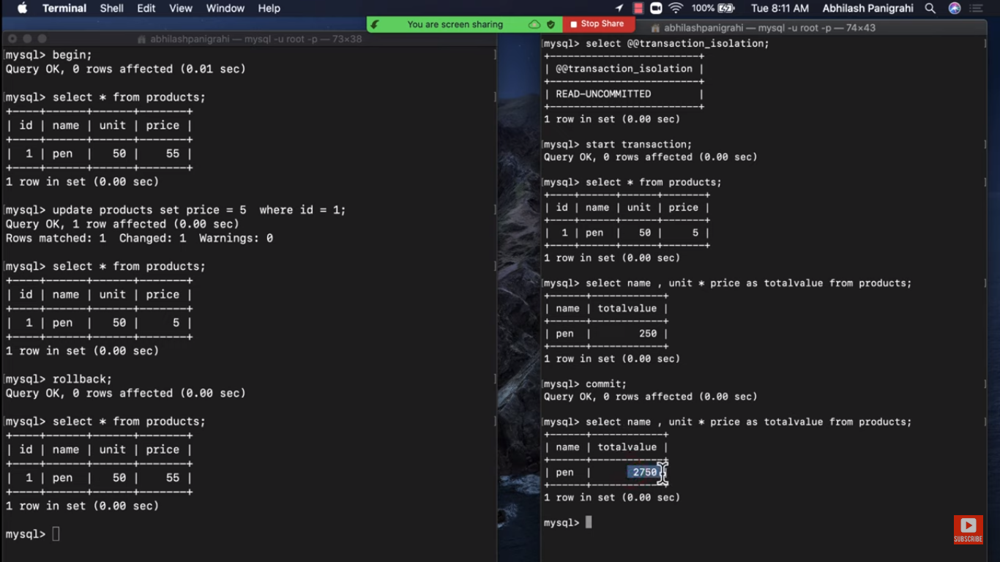 Terminal Shell Edit View Window Help 100% Tue 8:11 AM Abhilash Panigrahi
You are screen sharing Stop Share
abhilashpanigrahi — mysql -u root -p — 73×38
mysql> begin;
Query OK, 0 rows affected (0.01 sec)
mysql> select * from products;
+----+------+------+-------+
| id | name | unit | price |
+----+------+------+-------+
| 1 | pen | 50 | 55 |
+----+------+------+-------+
1 row in set (0.00 sec)
mysql> update products set price = 5  where id = 1;
Query OK, 1 row affected (0.00 sec)
Rows matched: 1  Changed: 1  Warnings: 0
mysql> select * from products;
+----+------+------+-------+
| id | name | unit | price |
+----+------+------+-------+
| 1 | pen | 50 | 5 |
+----+------+------+-------+
1 row in set (0.00 sec)
mysql> rollback;
Query OK, 0 rows affected (0.00 sec)
mysql> select * from products;
+----+------+------+-------+
| id | name | unit | price |
+----+------+------+-------+
| 1 | pen | 50 | 55 |
+----+------+------+-------+
1 row in set (0.00 sec)
mysql>
abhilashpanigrahi — mysql -u root -p — 74×43
mysql> select @@transaction_isolation;
+-------------------------+
| @@transaction_isolation |
+-------------------------+
| READ-UNCOMMITTED |
+-------------------------+
1 row in set (0.00 sec)
mysql> start transaction;
Query OK, 0 rows affected (0.00 sec)
mysql> select * from products;
+----+------+------+-------+
| id | name | unit | price |
+----+------+------+-------+
| 1 | pen | 50 | 5 |
+----+------+------+-------+
1 row in set (0.00 sec)
mysql> select name , unit * price as totalvalue from products;
+------+------------+
| name | totalvalue |
+------+------------+
| pen | 250 |
+------+------------+
1 row in set (0.00 sec)
mysql> commit;
Query OK, 0 rows affected (0.00 sec)
mysql> select name , unit * price as totalvalue from products;
+------+------------+
| name | totalvalue |
+------+------------+
| pen | 2750 |
+------+------------+
1 row in set (0.00 sec)
mysql>
SUBSCRIBE